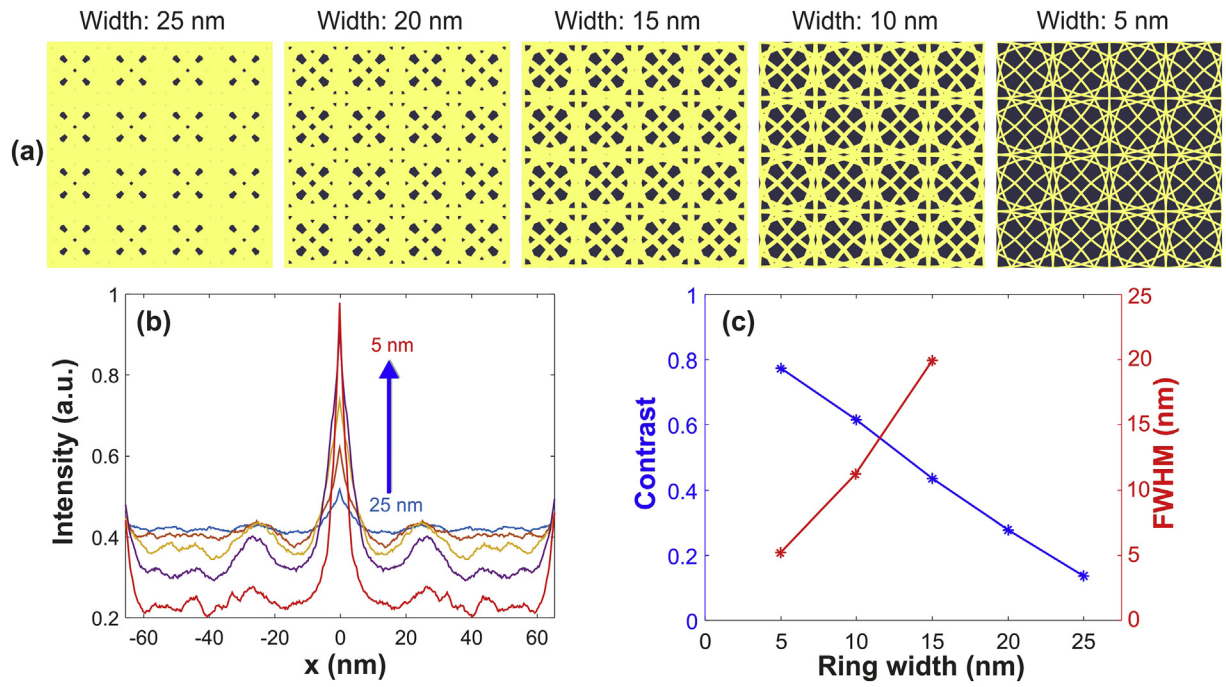 Width: 25 nm Width: 20 nm Width: 15 nm Width: 10 nm Width: 5 nm
(a)
(b)
1
0.8
0.6
0.4
0.2
Intensity (a.u.)
5 nm
25 nm
-60 -40 -20 0 20 40 60
x (nm)
(c)
1
0.8
0.6
0.4
0.2
0
Contrast
25
20
15
10
5
0
FWHM (nm)
0 5 10 15 20 25
Ring width (nm)